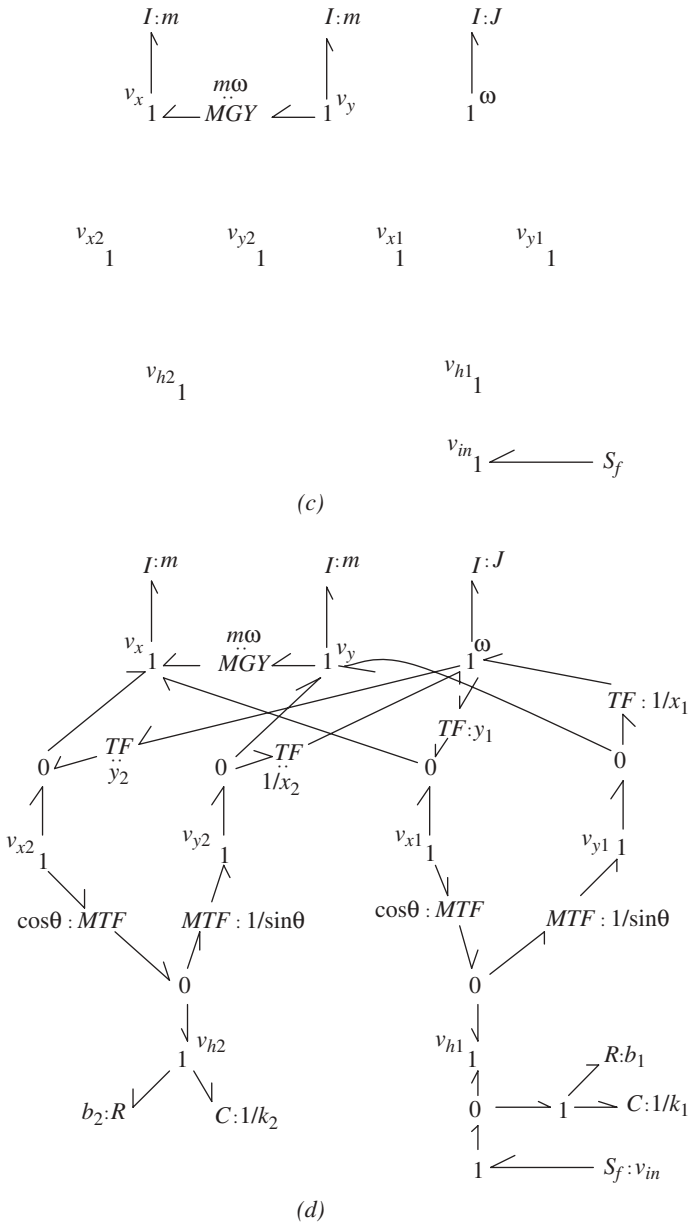 I:m I:m I:J
mω
v_x v_y ω
1 MGY 1 1
v_x2 v_y2 v_x1 v_y1
1 1 1 1
v_h2 v_h1
1 1
v_in
1 S_f
(c)
I:m I:m I:J
mω
v_x v_y ω
1 MGY 1 1
TF : 1/x_1
TF TF TF:y_1
0 0 0 0
y_2 1/x_2
v_x2 v_y2 v_x1 v_y1
1 1 1 1
cosθ : MTF MTF : 1/sinθ cosθ : MTF MTF : 1/sinθ
0 0
v_h2 v_h1
1 1
R:b_1
b_2:R C:1/k_2 0 1 C:1/k_1
1 S_f : v_in
(d)